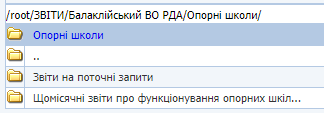 /root/ЗВІТИ/Балаклійський ВО РДА/Опорні школи/
Опорні школи
..
Звіти на поточні запити
Щомісячні звіти про функціонування опорних шкіл...